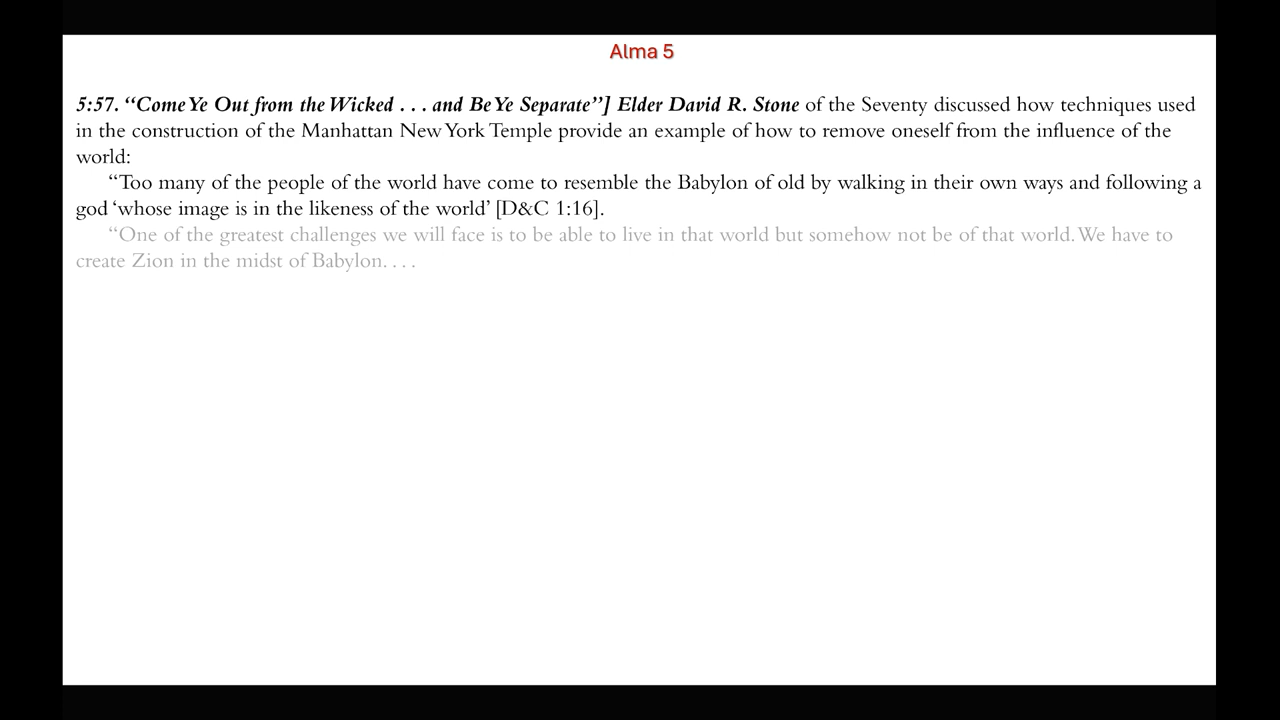 Alma 5
5:57. “Come Ye Out from the Wicked . . . and Be Ye Separate”] Elder David R. Stone of the Seventy discussed how techniques used
in the construction of the Manhattan New York Temple provide an example of how to remove oneself from the influence of the
world:
“Too many of the people of the world have come to resemble the Babylon of old by walking in their own ways and following a
god ‘whose image is in the likeness of the world’ [D&C 1:16].
“One of the greatest challenges we will face is to be able to live in that world but somehow not be of that world. We have to
create Zion in the midst of Babylon. . . .